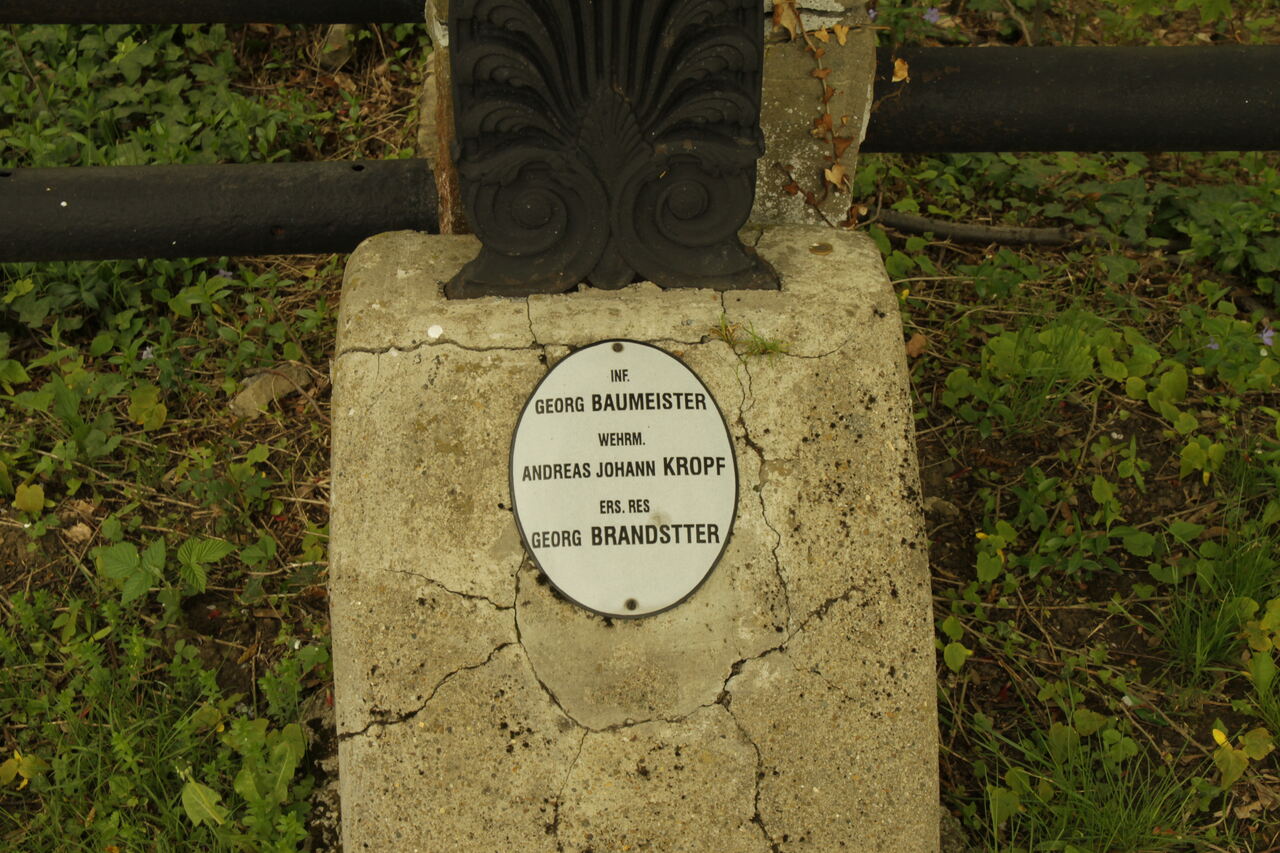 INF.
GEORG BAUMEISTER
WEHRM.
ANDREAS JOHANN KROPF
ERS. RES
GEORG BRANDSTTER